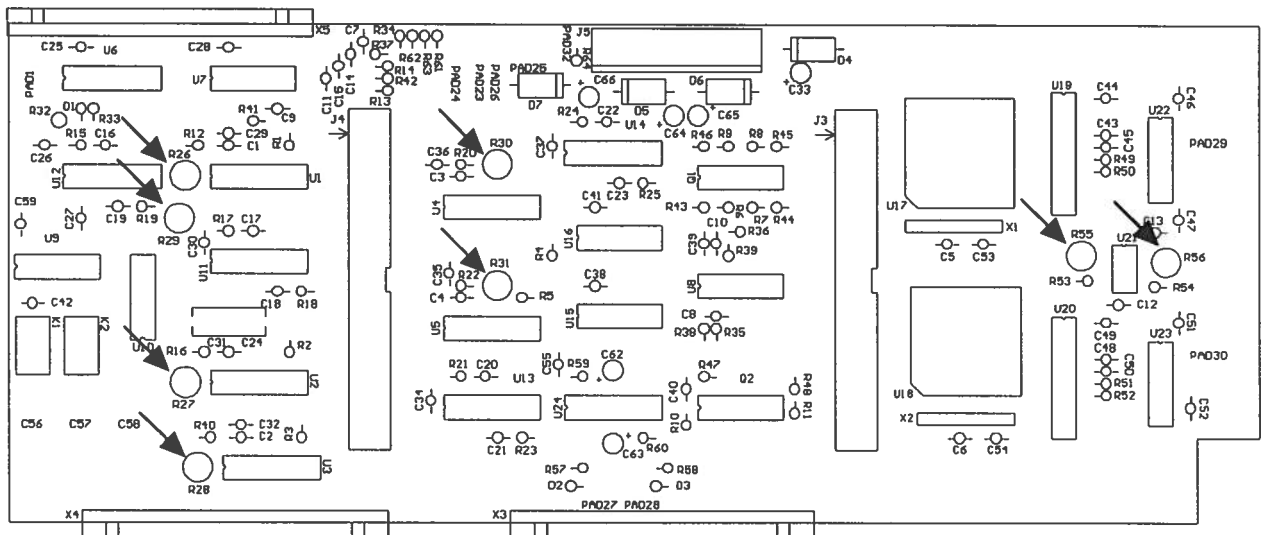 X5
C25
U6
C28
C7
R34
R37
R62
R63
R61
J5
PAD32
R64
D4
C33
PAD1
U7
C11
C15
C14
R14
R42
R13
PAD24
PAD23
PAD26
PAD25
D7
C66
R24
C22
D5
U14
D6
C64
C65
R32
D1
R33
R41
C9
J4
J3
U19
C44
C46
U22
R15
C16
R12
C29
C1
R1
C26
U12
R26
U1
C36
R20
C3
R30
C37
R46
R9
R8
R45
Q1
C43
C45
R49
R50
PAD29
C59
C27
C19
R19
R29
R17
C17
C30
U4
C41
C23
R25
R43
R6
R7
R44
U17
X1
C13
C47
U9
U11
R4
U16
C39
C10
R36
R39
C5
C53
R55
U21
R56
C42
C18
R18
C35
R22
C4
R31
R5
C38
U8
R53
R54
C12
K1
K2
U10
R16
C31
C24
R2
U5
U15
C8
R38
R35
U20
C49
C51
C48
U23
C50
R51
R52
PAD30
R27
U2
R21
C20
U13
C55
R59
C62
R47
C40
Q2
R48
R11
R10
U18
X2
C52
C34
U24
C56
C57
C58
R40
C32
C2
R3
C21
R23
C63
R60
C6
C54
R28
U3
R57
R58
D2
D3
X4
X3
PAD27 PAD28